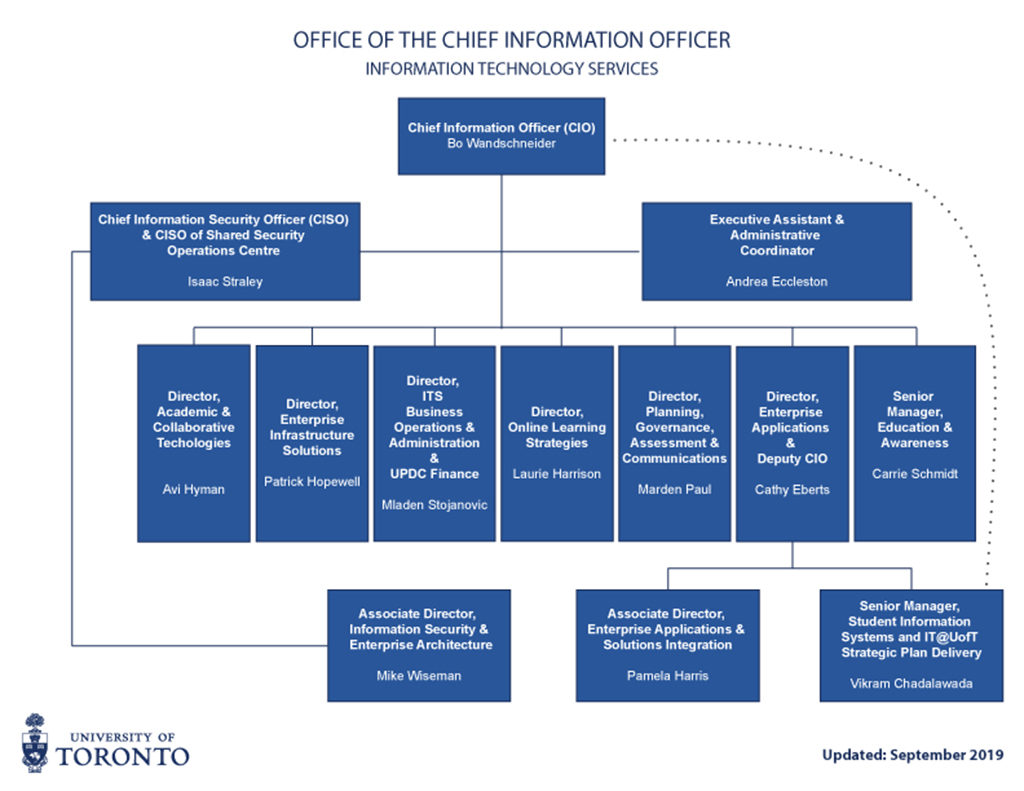 OFFICE OF THE CHIEF INFORMATION OFFICER
INFORMATION TECHNOLOGY SERVICES
Chief Information Officer (CIO)
Bo Wandschneider
Chief Information Security Officer (CISO)
& CISO of Shared Security
Operations Centre
Isaac Straley
Executive Assistant &
Administrative
Coordinator
Andrea Eccleston
Director,
Academic &
Collaborative
Techologies
Avi Hyman
Director,
Enterprise
Infrastructure
Solutions
Patrick Hopewell
Director,
ITS
Business
Operations &
Administration
&
UPDC Finance
Mladen Stojanovic
Director,
Online Learning
Strategies
Laurie Harrison
Director,
Planning,
Governance,
Assessment &
Communications
Marden Paul
Director,
Enterprise
Applications
&
Deputy CIO
Cathy Eberts
Senior
Manager,
Education &
Awareness
Carrie Schmidt
Associate Director,
Information Security &
Enterprise Architecture
Mike Wiseman
Associate Director,
Enterprise Applications &
Solutions Integration
Pamela Harris
Senior Manager,
Student Information
Systems and IT@UofT
Strategic Plan Delivery
Vikram Chadalawada
UNIVERSITY OF
TORONTO
Updated: September 2019